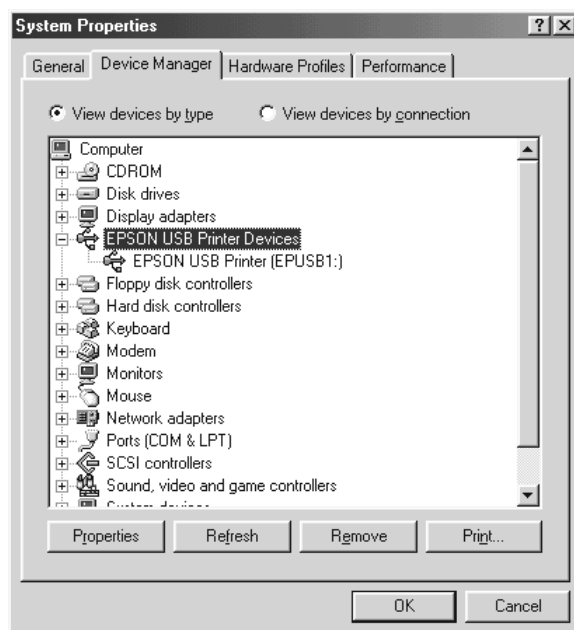 System Properties
General Device Manager Hardware Profiles Performance
View devices by type View devices by connection
Computer
CDROM
Disk drives
Display adapters
EPSON USB Printer Devices
EPSON USB Printer (EPUSB1:)
Floppy disk controllers
Hard disk controllers
Keyboard
Modem
Monitors
Mouse
Network adapters
Ports (COM & LPT)
SCSI controllers
Sound, video and game controllers
System devices
Properties Refresh Remove Print...
OK Cancel